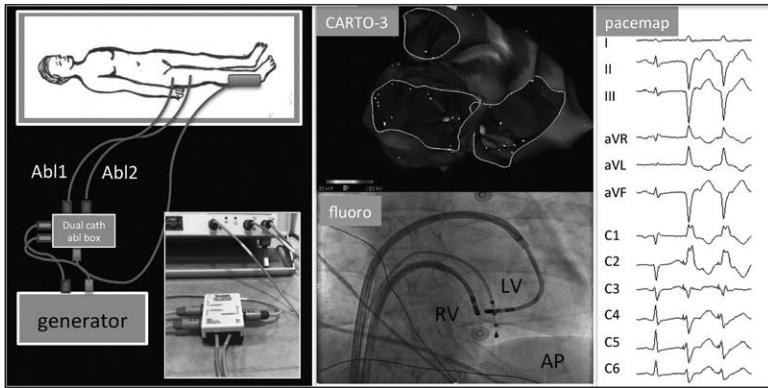 Abl1
Abl2
Dual cath
abl box
generator
CARTO-3
fluoro
LV
RV
AP
pacemap
I
II
III
aVR
aVL
aVF
C1
C2
C3
C4
C5
C6